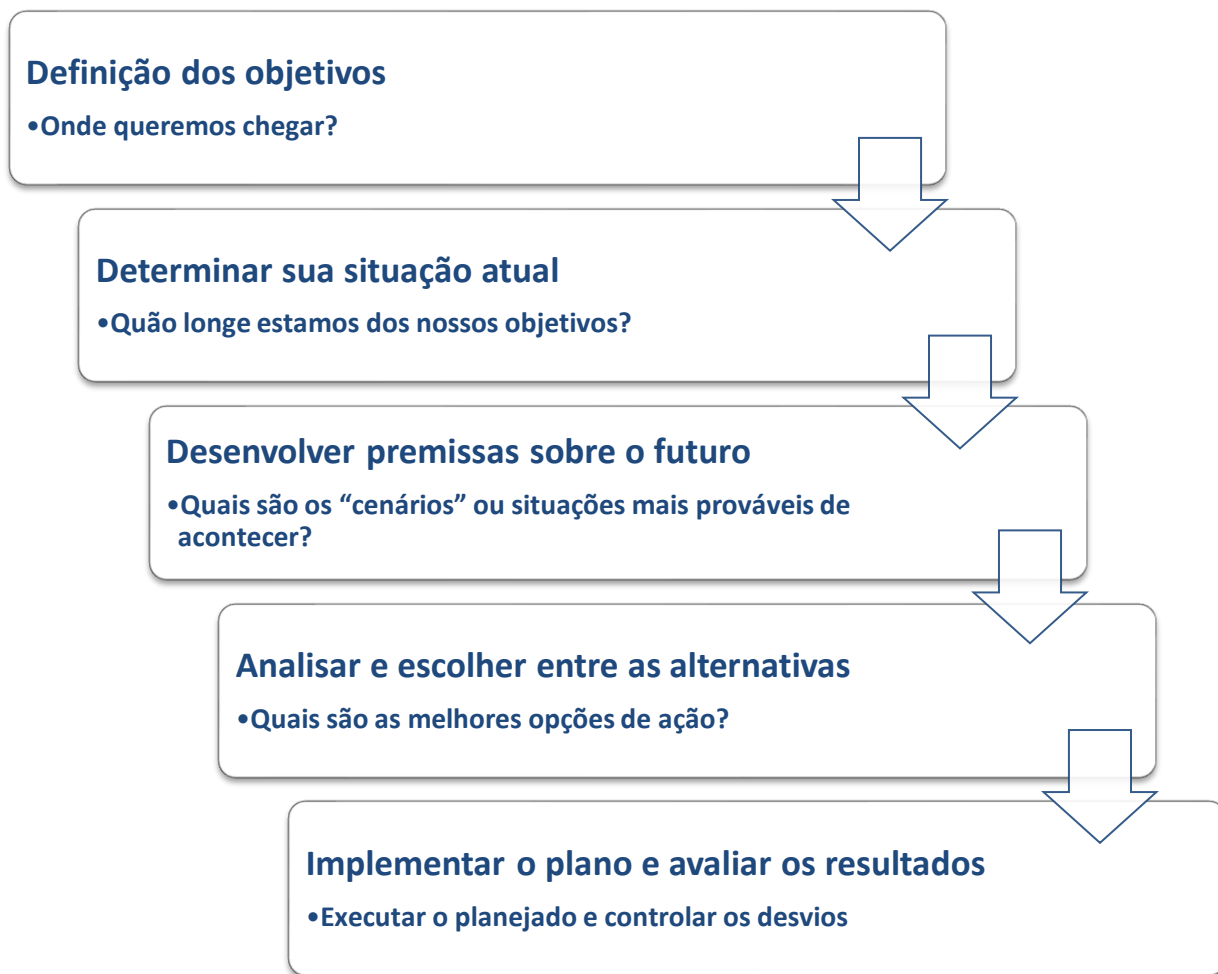 Definição dos objetivos
•Onde queremos chegar?
Determinar sua situação atual
•Quão longe estamos dos nossos objetivos?
Desenvolver premissas sobre o futuro
•Quais são os “cenários” ou situações mais prováveis de
acontecer?
Analisar e escolher entre as alternativas
•Quais são as melhores opções de ação?
Implementar o plano e avaliar os resultados
•Executar o planejado e controlar os desvios